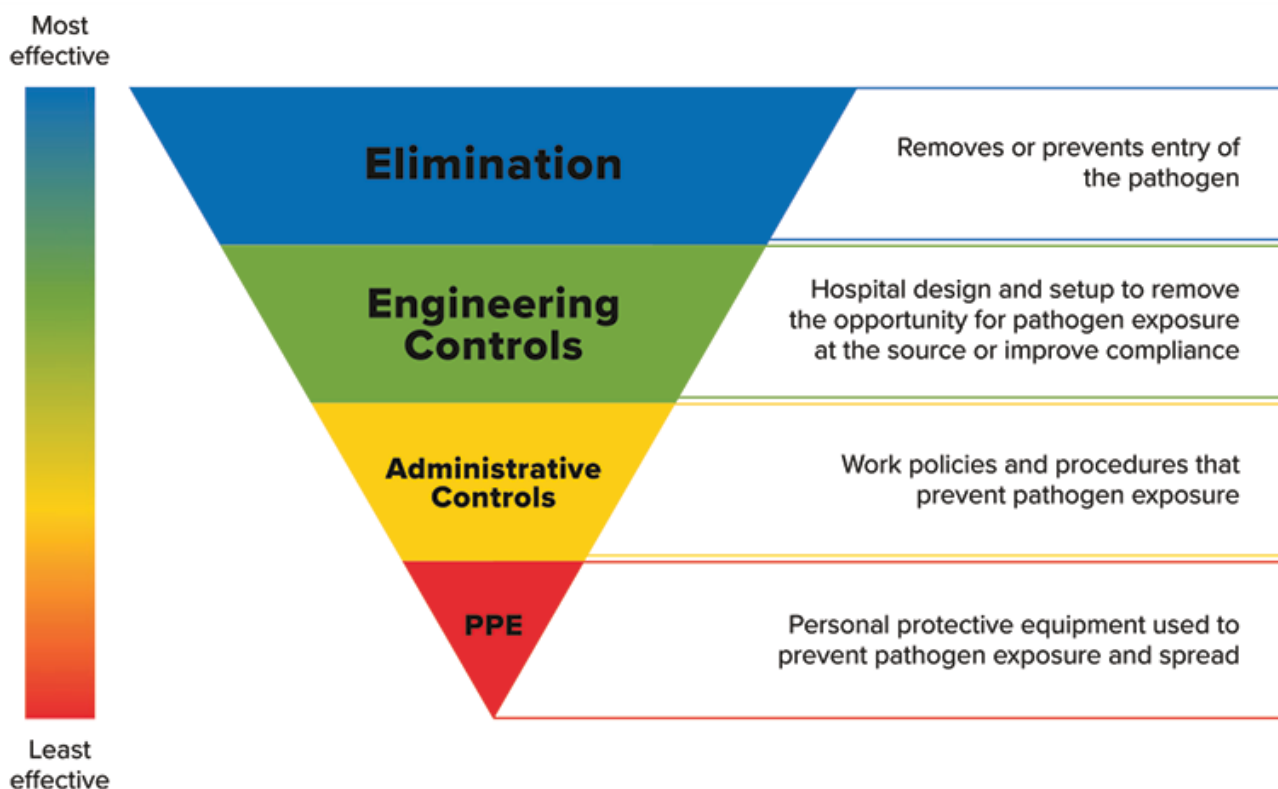 Most
effective
Elimination
Removes or prevents entry of
the pathogen
Engineering
Controls
Hospital design and setup to remove
the opportunity for pathogen exposure
at the source or improve compliance
Administrative
Controls
Work policies and procedures that
prevent pathogen exposure
PPE
Personal protective equipment used to
prevent pathogen exposure and spread
Least
effective